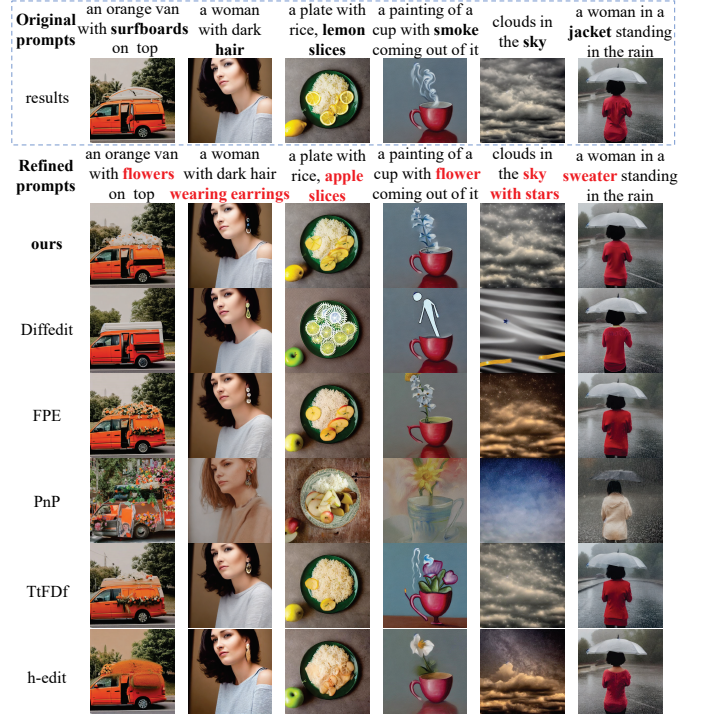 Original prompts
an orange van with surfboards on top
a woman with dark hair
a plate with rice, lemon slices
a painting of a cup with smoke coming out of it
clouds in the sky
a woman in a jacket standing in the rain
results
Refined prompts
an orange van with flowers on top
a woman with dark hair wearing earrings
a plate with rice, apple slices
a painting of a cup with flower coming out of it
clouds in the sky with stars
a woman in a sweater standing in the rain
ours
Diffedit
FPE
PnP
TtFDf
h-edit